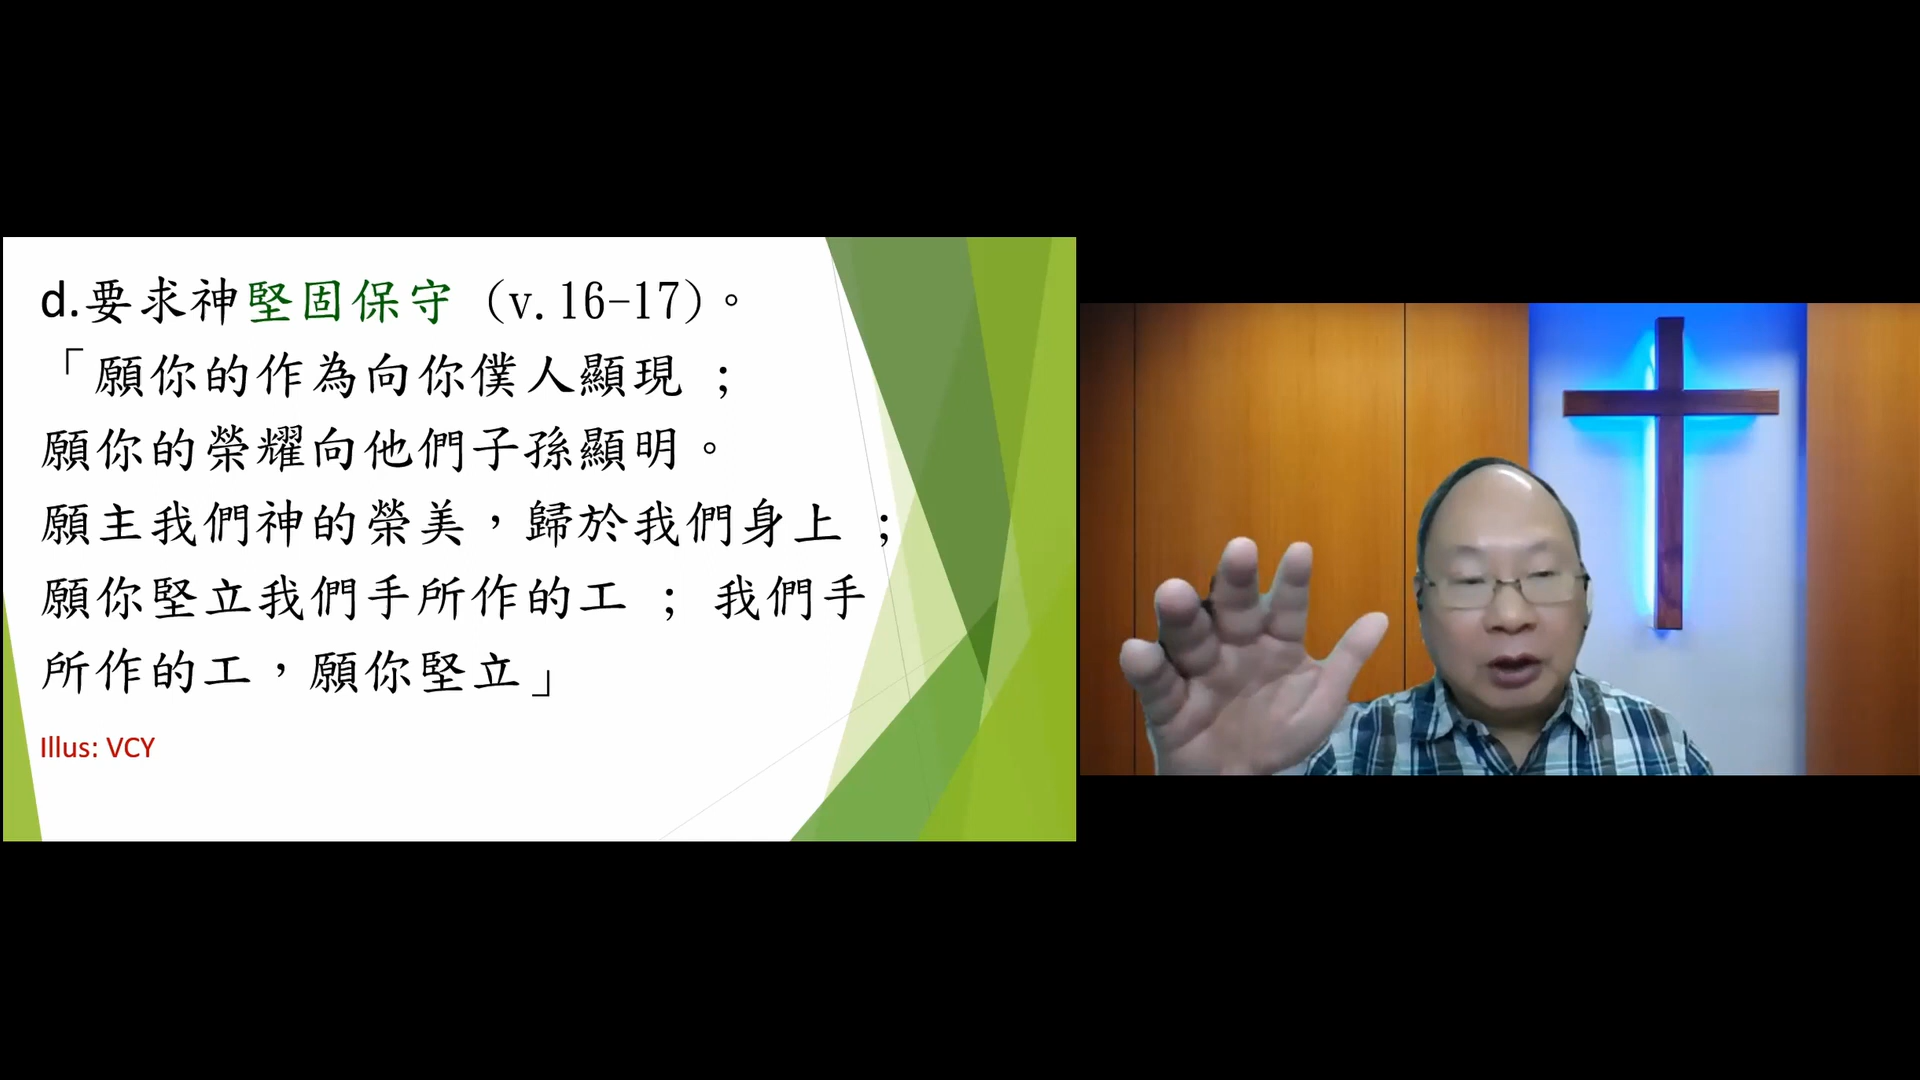 d.要求神堅固保守 (v.16-17)。
「願你的作為向你僕人顯現 ;
願你的榮耀向他們子孫顯明。
願主我們神的榮美，歸於我們身上 ;
願你堅立我們手所作的工 ; 我們手
所作的工，願你堅立」
Illus: VCY